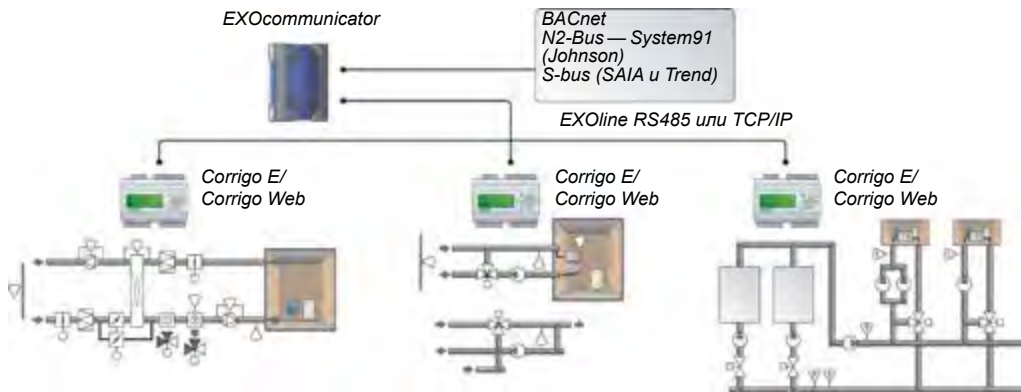 EXOcommunicator
BACnet
N2-Bus — System91
(Johnson)
S-bus (SAIA и Trend)
EXOline RS485 или TCP/IP
Corrigo E/
Corrigo Web
Corrigo E/
Corrigo Web
Corrigo E/
Corrigo Web